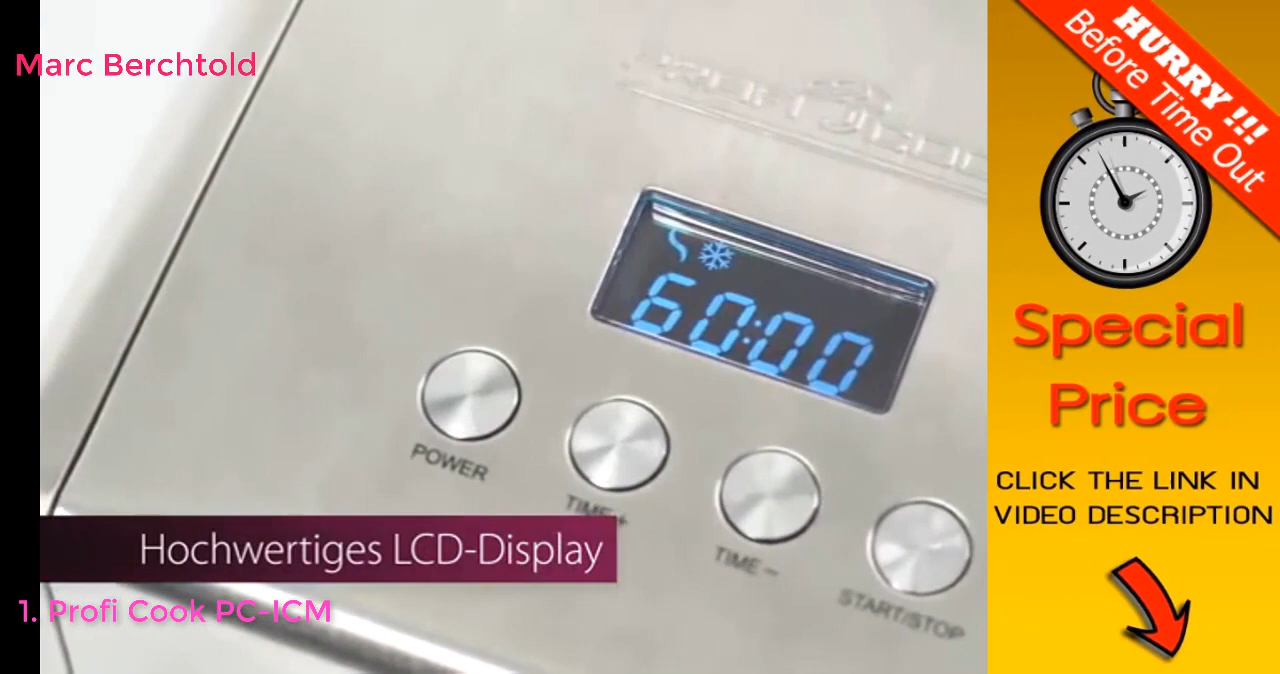 Marc Berchtold
60:00
POWER
TIME +
TIME –
START/STOP
Hochwertiges LCD-Display
1. Profi Cook PC-ICM
HURRY !!!
Before Time Out
Special
Price
CLICK THE LINK IN
VIDEO DESCRIPTION